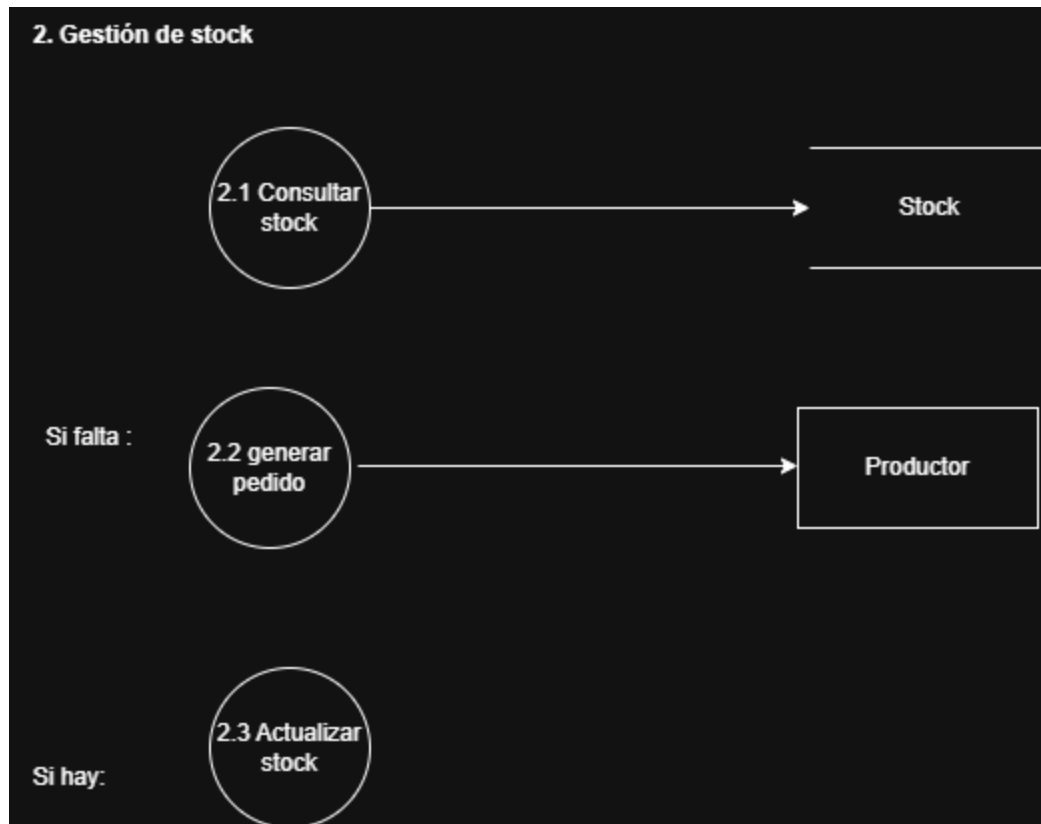 2. Gestión de stock
2.1 Consultar
stock
Stock
Si falta :
2.2 generar
pedido
Productor
2.3 Actualizar
stock
Si hay: